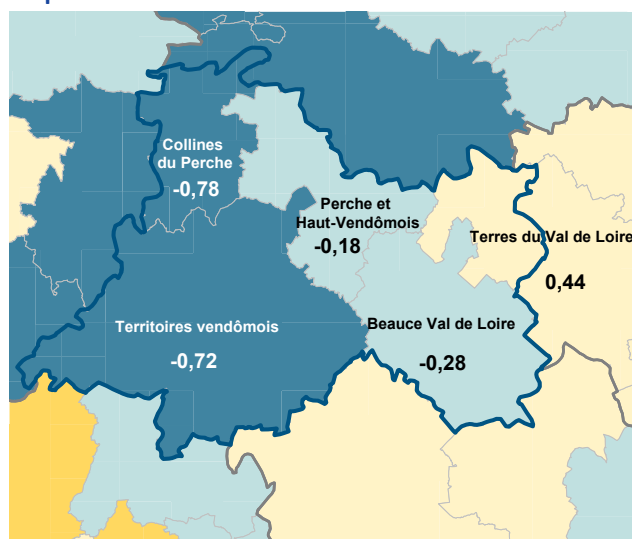 Collines
du Perche
-0,78
Perche et
Haut-Vendômois
-0,18
Terres du Val de Loire
0,44
Territoires vendômois
-0,72
Beauce Val de Loire
-0,28